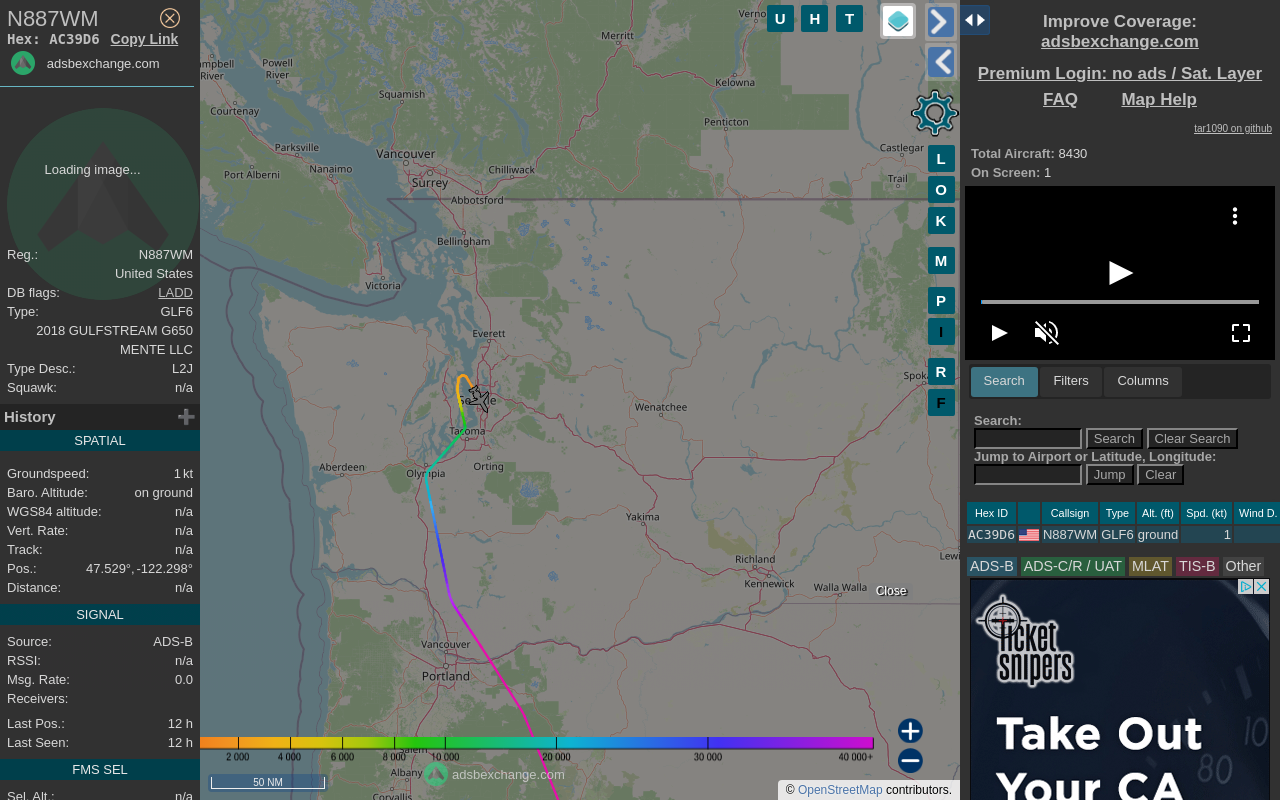 N887WM
Hex: AC39D6 Copy Link
adsbexchange.com
Loading image...
Reg.: N887WM
United States
DB flags: LADD
Type: GLF6
2018 GULFSTREAM G650
MENTE LLC
Type Desc.: L2J
Squawk: n/a
History
SPATIAL
Groundspeed: 1 kt
Baro. Altitude: on ground
WGS84 altitude: n/a
Vert. Rate: n/a
Track: n/a
Pos.: 47.529°, -122.298°
Distance: n/a
SIGNAL
Source: ADS-B
RSSI: n/a
Msg. Rate: 0.0
Receivers:
Last Pos.: 12 h
Last Seen: 12 h
FMS SEL
Sel. Alt.: n/a
Merritt
Campbell River
Powell River
Squamish
Kelowna
Courtenay
Penticton
Parksville
Vancouver
Castlegar
Nanaimo
Chilliwack
Port Alberni
Surrey
Trail
Abbotsford
Bellingham
Victoria
Everett
Wenatchee
Tacoma
Aberdeen
Orting
Olympia
Yakima
Richland
Kennewick
Walla Walla
Close
Vancouver
Portland
Salem
Albany
Corvallis
2 000 4 000 6 000 8 000 10 000 20 000 30 000 40 000+
50 NM
adsbexchange.com
© OpenStreetMap contributors.
U H T
L
O
K
M
P
I
R
F
Improve Coverage:
adsbexchange.com
Premium Login: no ads / Sat. Layer
FAQ Map Help
tar1090 on github
Total Aircraft: 8430
On Screen: 1
Search Filters Columns
Search:
Search Clear Search
Jump to Airport or Latitude, Longitude:
Jump Clear
Hex ID Callsign Type Alt. (ft) Spd. (kt) Wind D.
AC39D6 N887WM GLF6 ground 1
ADS-B ADS-C/R / UAT MLAT TIS-B Other
Ticket
Snipers
Take Out
Your CA